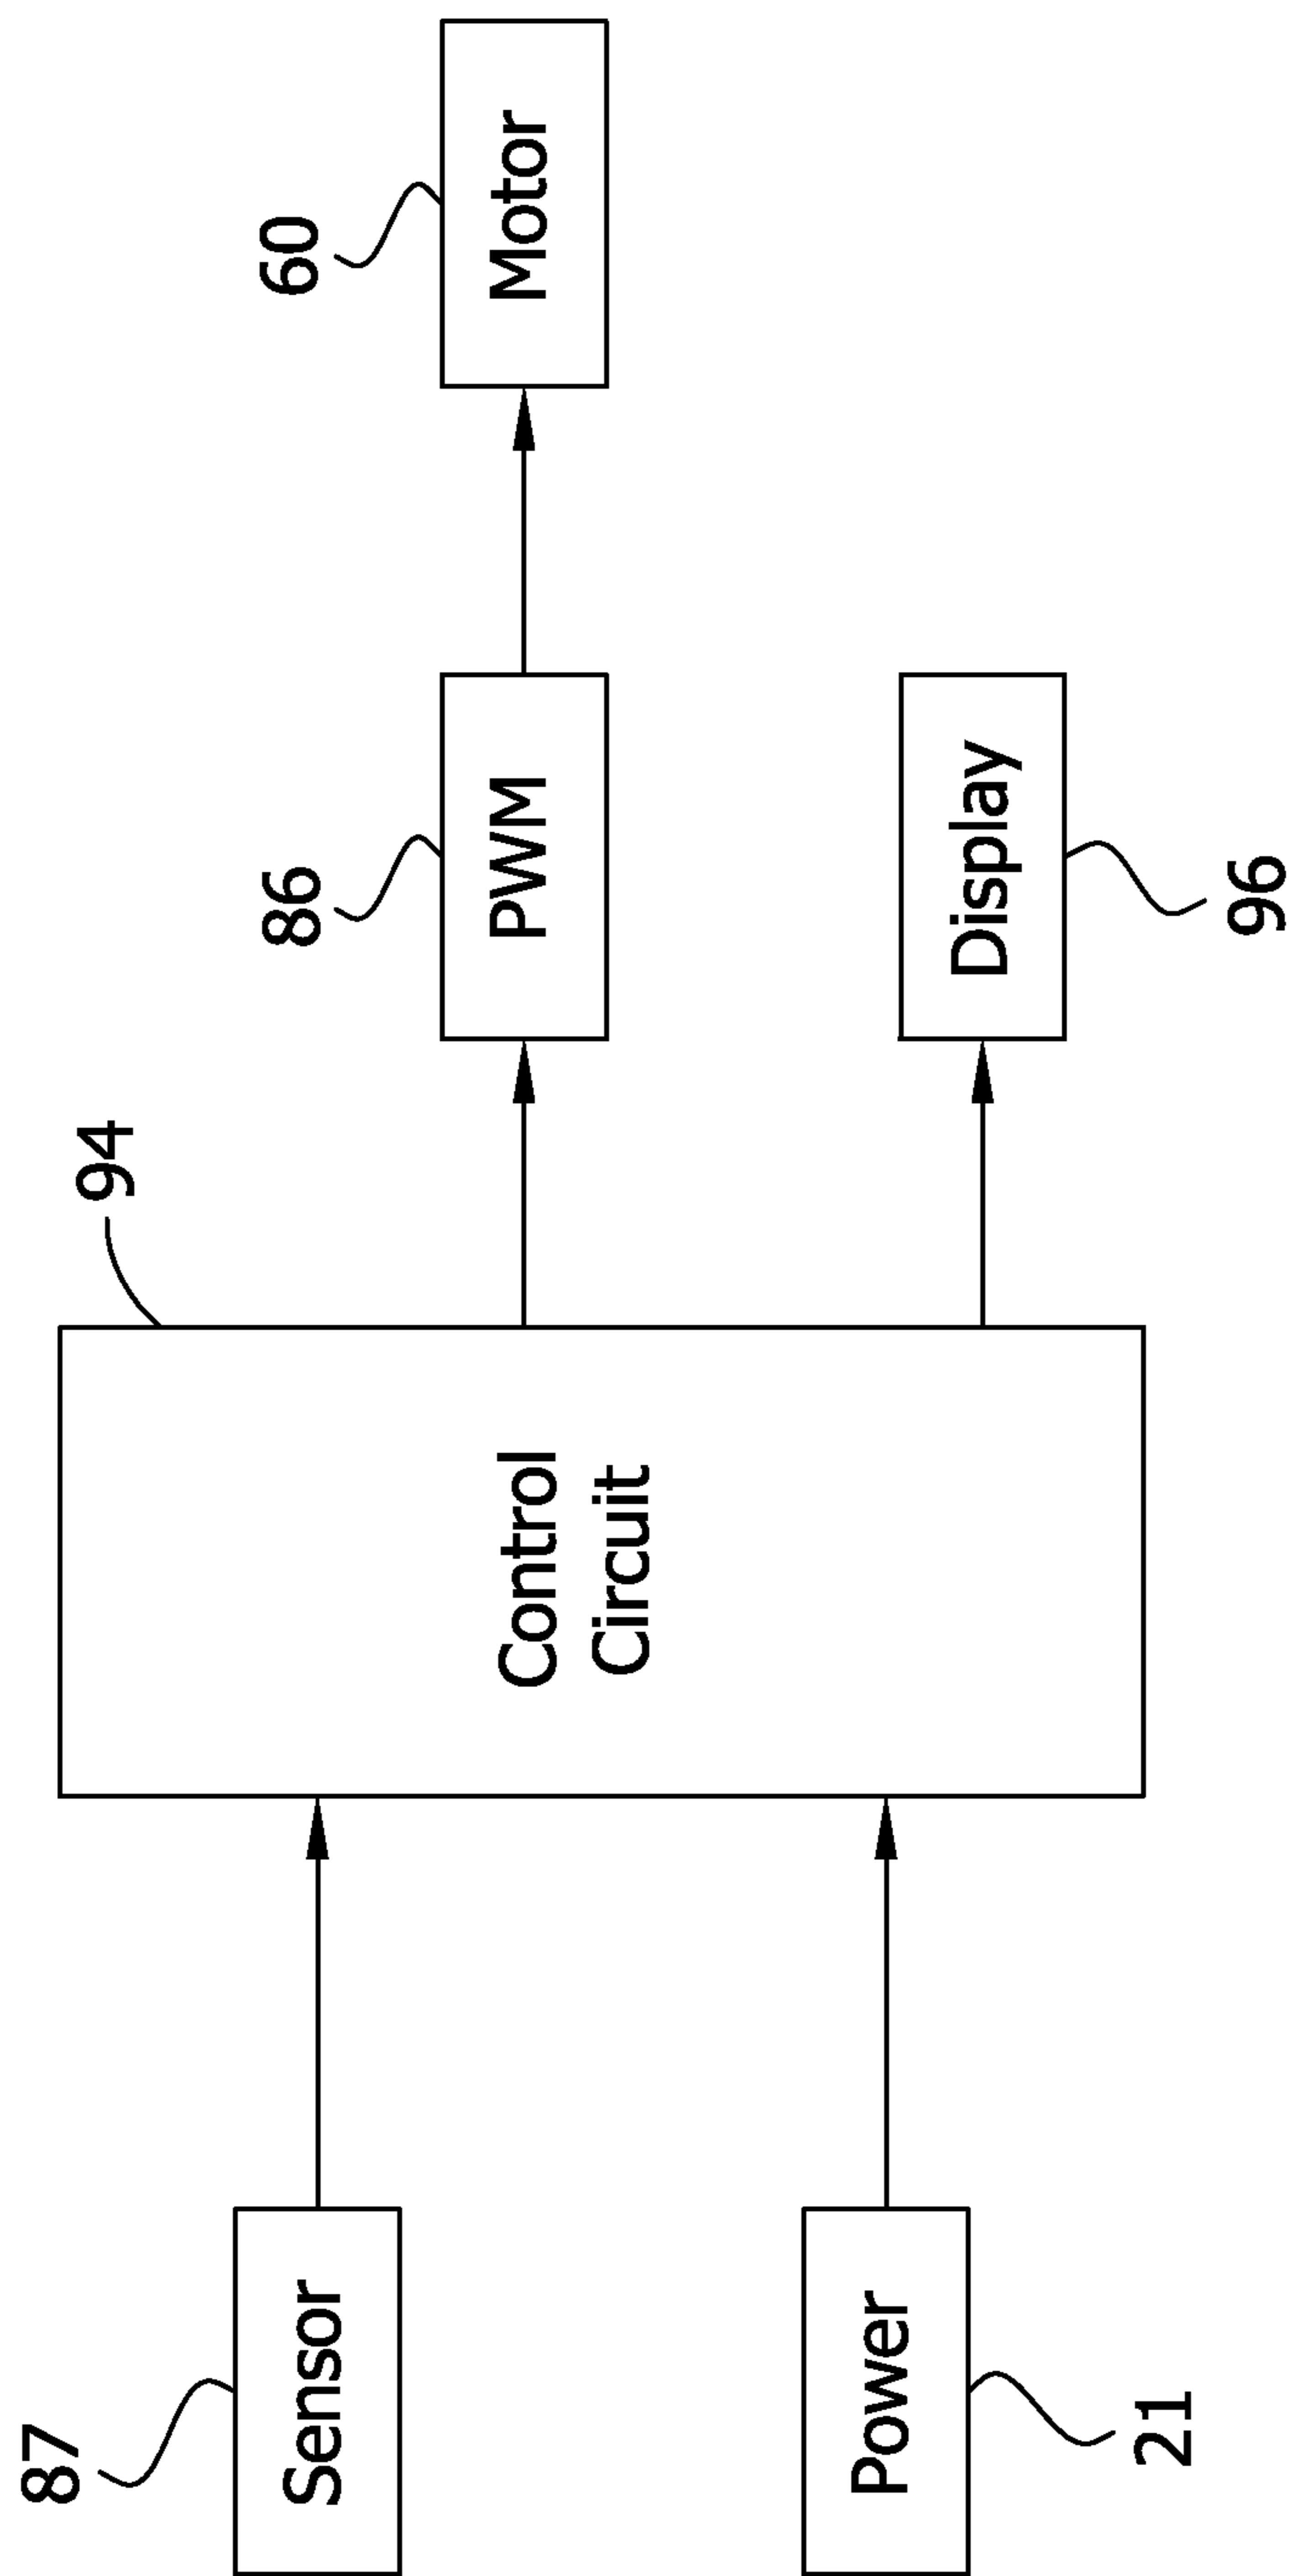 94
87
Sensor
Control
Circuit
86
PWM
60
Motor
Power
21
Display
96